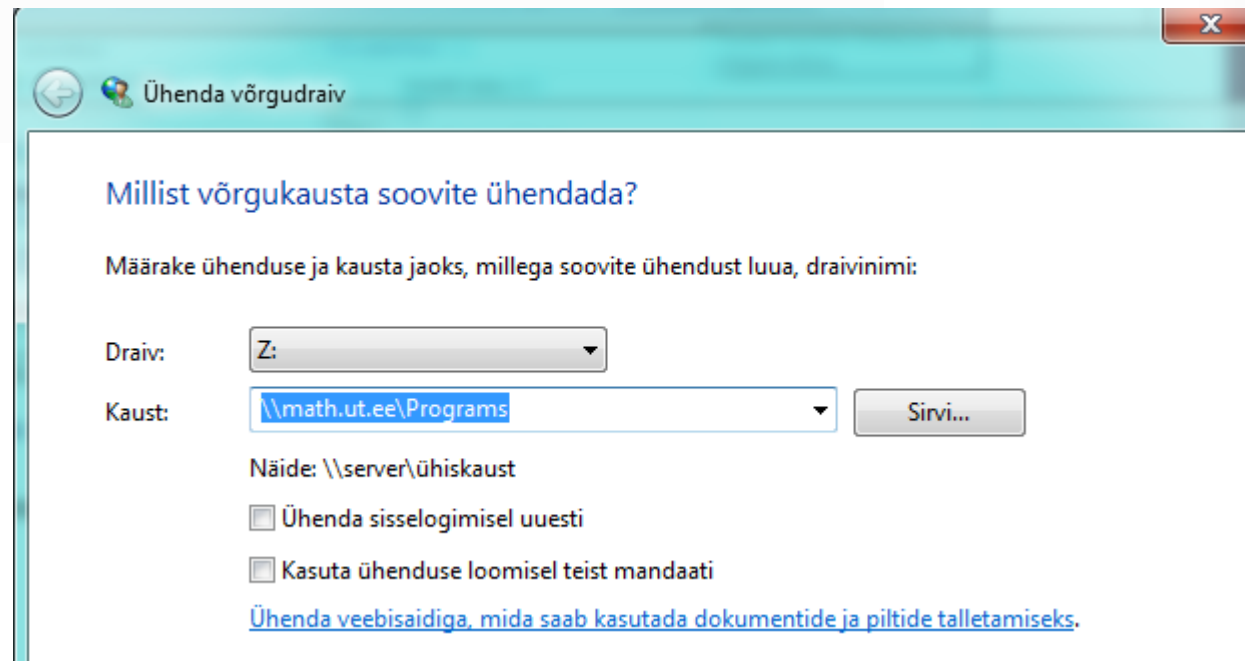 Ühenda võrgudraiv
Millist võrgukausta soovite ühendada?
Määrake ühenduse ja kausta jaoks, millega soovite ühendust luua, draivinimi:
Draiv: Z:
Kaust: \\math.ut.ee\Programs Sirvi...
Näide: \\server\ühiskaust
Ühenda sisselogimisel uuesti
Kasuta ühenduse loomisel teist mandaati
Ühenda veebisaidiga, mida saab kasutada dokumentide ja piltide talletamiseks.